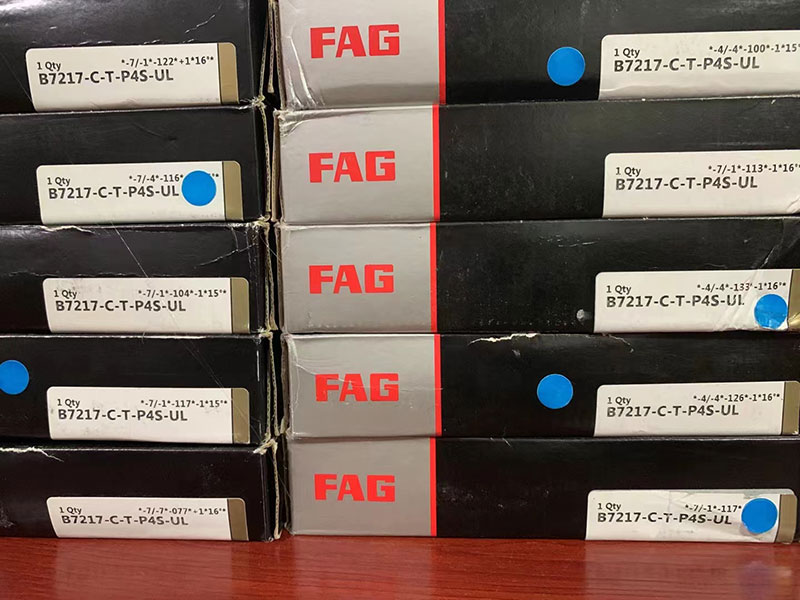 1 Qty *-7/-1*-122*+1*16°*
B7217-C-T-P4S-UL
1 Qty *-7/-4*-116*
B7217-C-T-P4S-UL
1 Qty *-7/-1*-104*-1*15°*
B7217-C-T-P4S-UL
1 Qty *-7/-1*-117*-1*15°*
B7217-C-T-P4S-UL
1 Qty *-7/-7*-077*+1*16°*
B7217-C-T-P4S-UL
FAG
1 Qty *-4/-4*-100*-1*15°
B7217-C-T-P4S-UL
FAG
1 Qty *-7/-1*-113*-1*16°
B7217-C-T-P4S-UL
FAG
1 Qty *-4/-4*-133*-1*16°*
B7217-C-T-P4S-UL
FAG
1 Qty *-4/-4*-126*-1*16°*
B7217-C-T-P4S-UL
FAG
1 Qty *-7/-1*-117*
B7217-C-T-P4S-UL